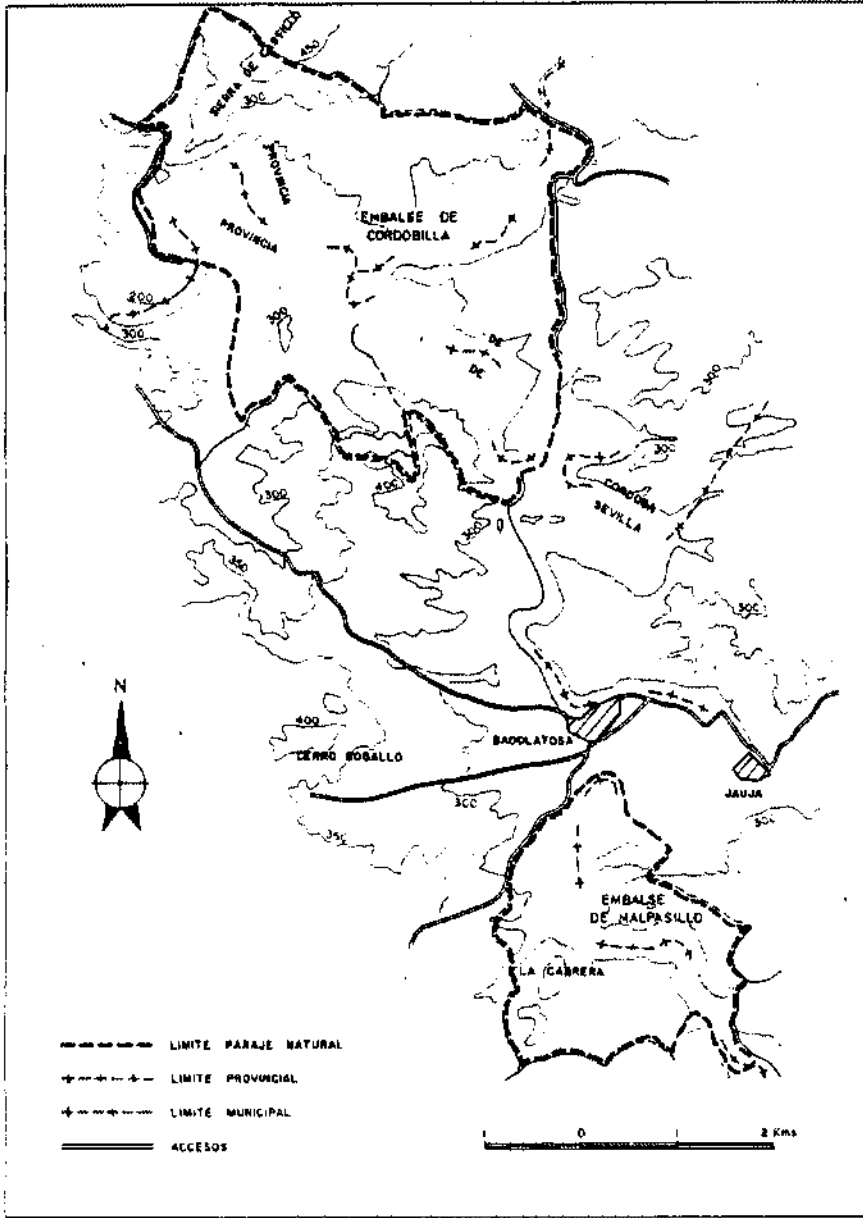 SIERRA DE
450
300
PROVINCIA
PROVINCIA
EMBALSE DE
CORDOBILLA
200
300
300
DE
DE
300
300
400
300
300
CORDOBA
SEVILLA
350
300
N
400
CERRO BOBALLO
BADOLATOSA
JAUJA
300
350
300
EMBALSE
DE MALPASILLO
LA CABRERA
LIMITE PARAJE NATURAL
LIMITE PROVINCIAL
LIMITE MUNICIPAL
ACCESOS
1 0 2 Kms